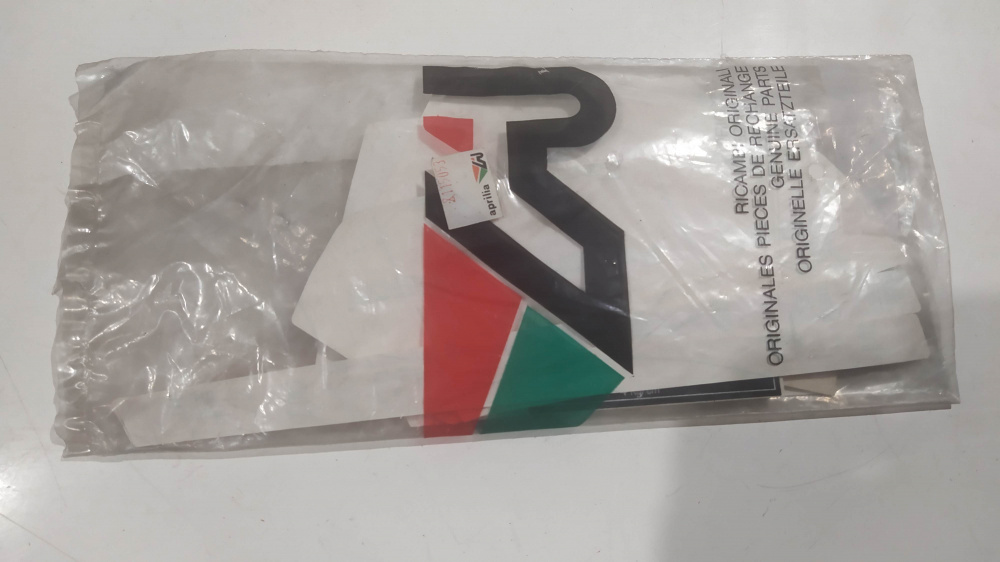 RICAMBI ORIGINALI
ORIGINALES PIECES DE RECHANGE
GENUINE PARTS
ORIGINELLE ERSATZTEILE
aprilia